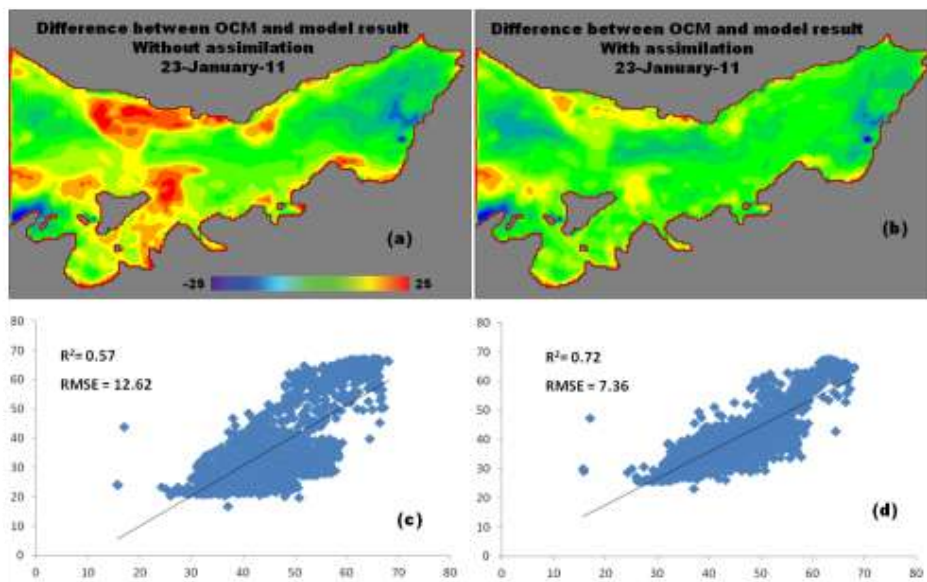 Difference between OCM and model result
Without assimilation
23-January-11
(a)
-25 25
Difference between OCM and model result
With assimilation
23-January-11
(b)
80
70
60
50
40
30
20
10
0
R²= 0.57
RMSE = 12.62
(c)
0 10 20 30 40 50 60 70 80
80
70
60
50
40
30
20
10
0
R²= 0.72
RMSE = 7.36
(d)
0 10 20 30 40 50 60 70 80